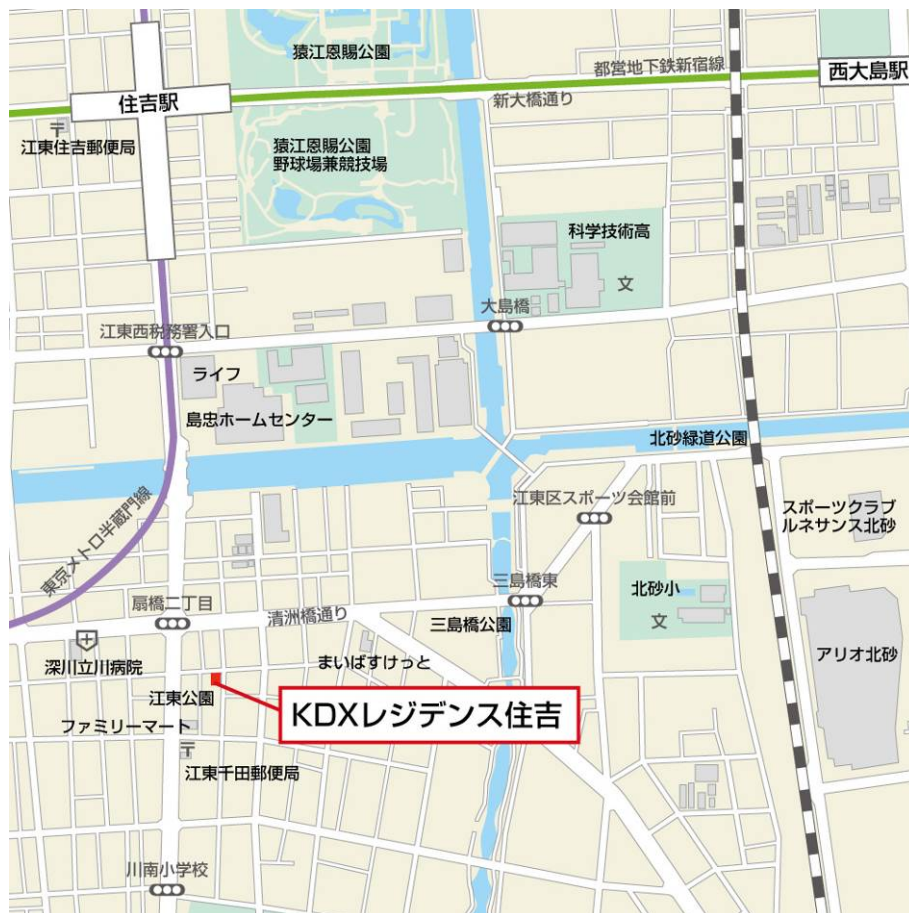 猿江恩賜公園
都営地下鉄新宿線
西大島駅
住吉駅
新大橋通り
江東住吉郵便局
猿江恩賜公園
野球場兼競技場
科学技術高
文
大島橋
江東西税務署入口
ライフ
島忠ホームセンター
北砂緑道公園
江東区スポーツ会館前
スポーツクラブ
ルネサンス北砂
東京メトロ半蔵門線
三島橋東
北砂小
扇橋二丁目
清洲橋通り
三島橋公園
文
深川立川病院
まいばすけっと
アリオ北砂
江東公園
KDXレジデンス住吉
ファミリーマート
〒
江東千田郵便局
川南小学校